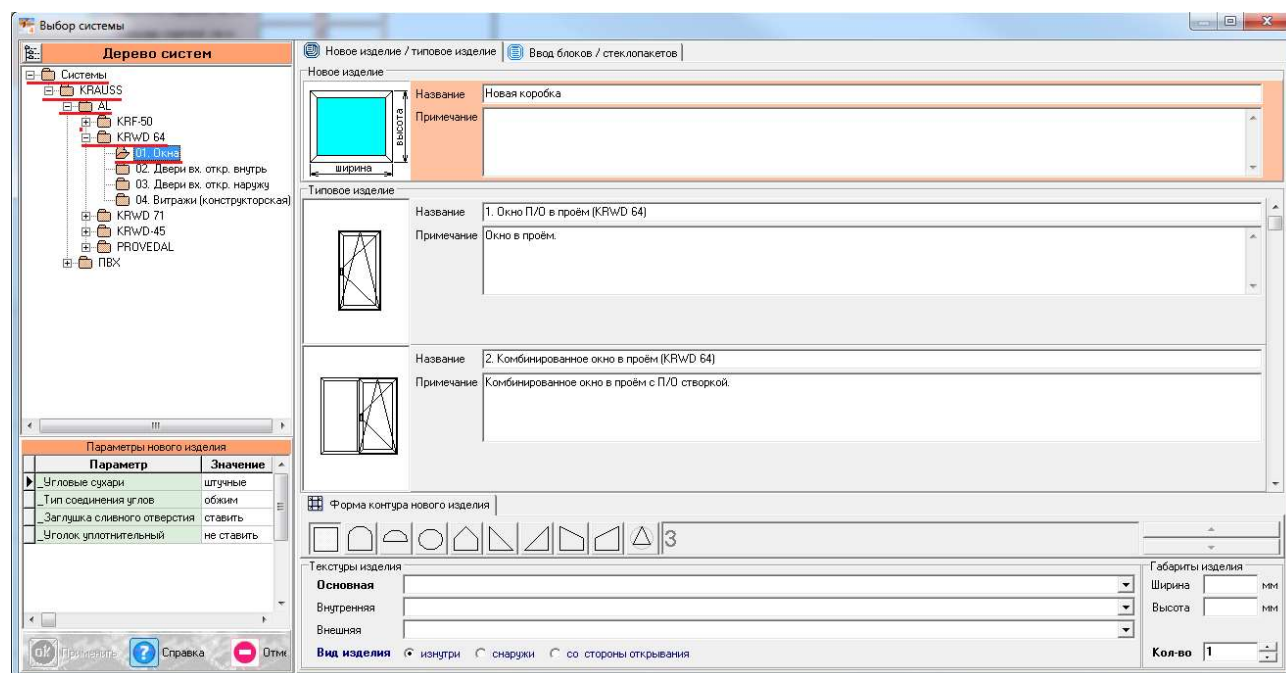 Выбор системы
Дерево систем
Системы
KRAUSS
AL
KRF-50
KRWD 64
01. Окна
02. Двери вх. откр. внутрь
03. Двери вх. откр. наружу
04. Витражи (конструкторская)
KRWD 71
KRWD-45
PROVEDAL
ПВХ
Параметры нового изделия
Параметр Значение
_Угловые сухари штучные
_Тип соединения углов обжим
_Заглушка сливного отверстия ставить
_Уголок уплотнительный не ставить
ok Применить ? Справка Отм
Новое изделие / типовое изделие Ввод блоков / стеклопакетов
Новое изделие
высота
ширина
Название Новая коробка
Примечание
Типовое изделие
Название 1. Окно П/О в проём (KRWD 64)
Примечание Окно в проём.
Название 2. Комбинированное окно в проём (KRWD 64)
Примечание Комбинированное окно в проём с П/О створкой.
Форма контура нового изделия
3
Текстуры изделия
Основная
Внутренняя
Внешняя
Вид изделия изнутри снаружи со стороны открывания
Габариты изделия
Ширина мм
Высота мм
Кол-во 1